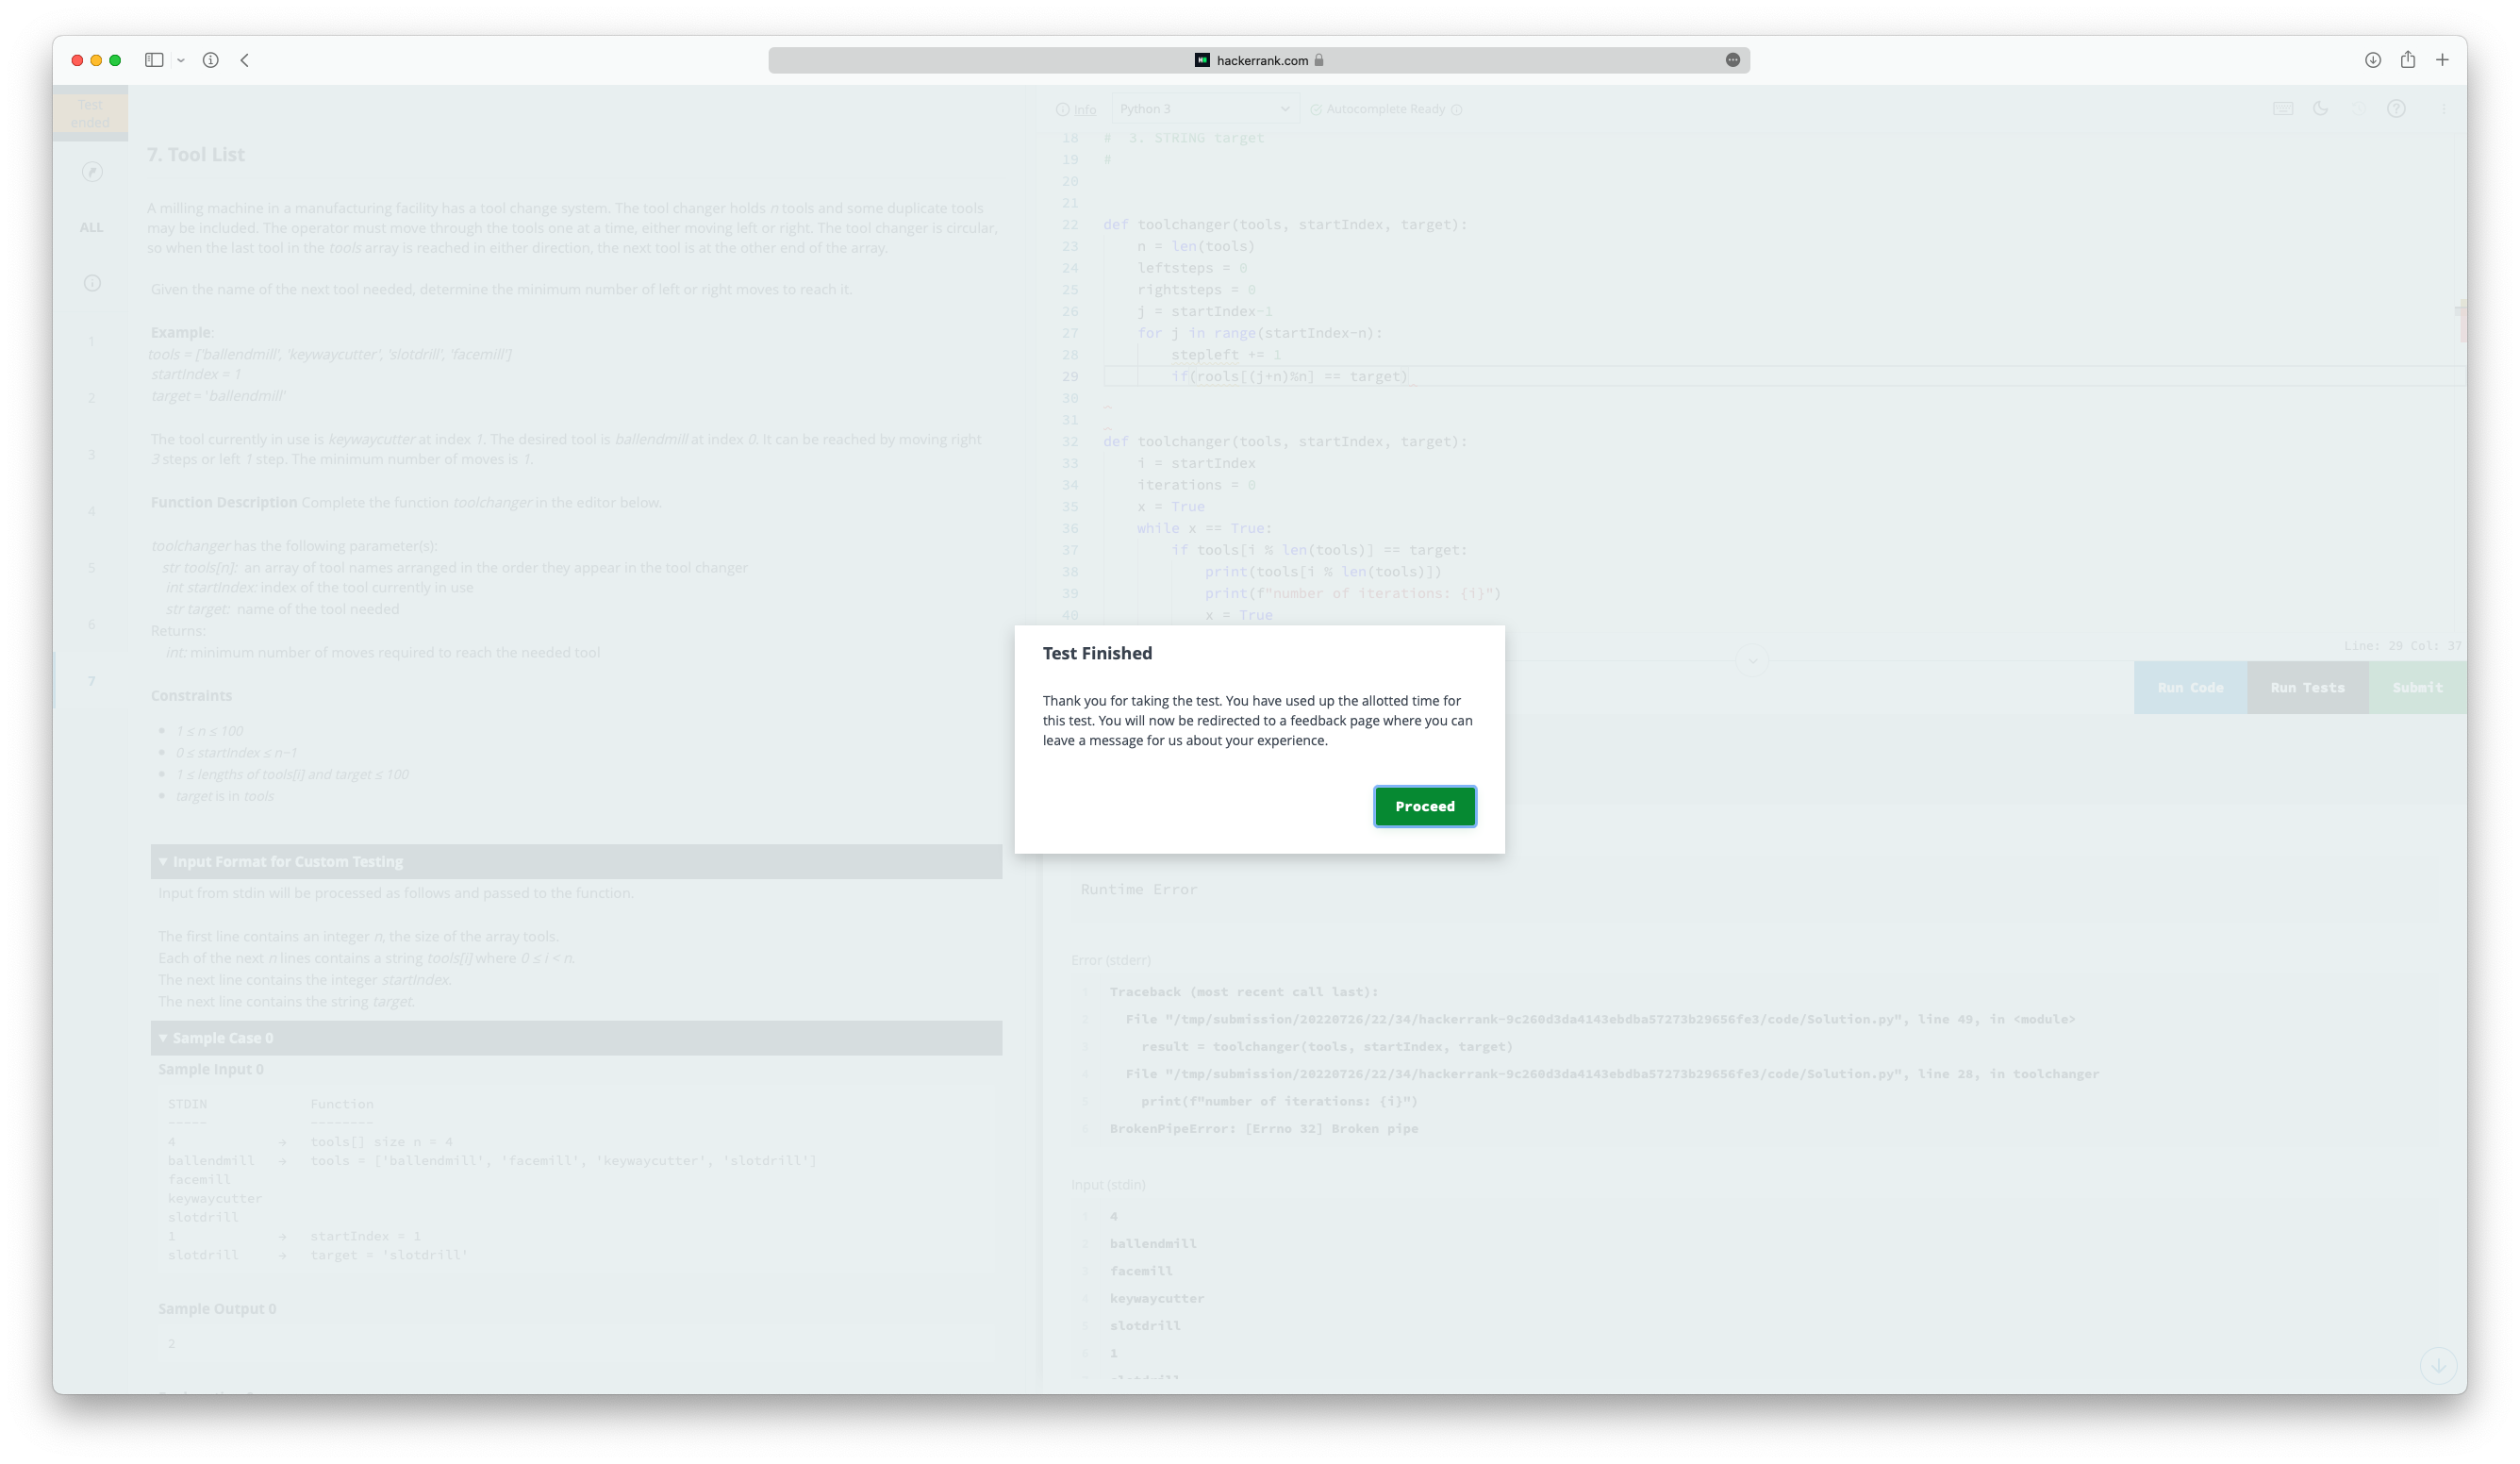 hackerrank.com
Test
ended
Info
Python 3
Autocomplete Ready
ALL
1
2
3
4
5
6
7
7. Tool List
A milling machine in a manufacturing facility has a tool change system. The tool changer holds n tools and some duplicate tools
may be included. The operator must move through the tools one at a time, either moving left or right. The tool changer is circular,
so when the last tool in the tools array is reached in either direction, the next tool is at the other end of the array.
Given the name of the next tool needed, determine the minimum number of left or right moves to reach it.
Example:
tools = ['ballendmill', 'keywaycutter', 'slotdrill', 'facemill']
startIndex = 1
target = 'ballendmill'
The tool currently in use is keywaycutter at index 1. The desired tool is ballendmill at index 0. It can be reached by moving right
3 steps or left 1 step. The minimum number of moves is 1.
Function Description Complete the function toolchanger in the editor below.
toolchanger has the following parameter(s):
str tools[n]: an array of tool names arranged in the order they appear in the tool changer
int startIndex: index of the tool currently in use
str target: name of the tool needed
Returns:
int: minimum number of moves required to reach the needed tool
Constraints
• 1 ≤ n ≤ 100
• 0 ≤ startIndex ≤ n−1
• 1 ≤ lengths of tools[i] and target ≤ 100
• target is in tools
▼ Input Format for Custom Testing
Input from stdin will be processed as follows and passed to the function.
The first line contains an integer n, the size of the array tools.
Each of the next n lines contains a string tools[i] where 0 ≤ i < n.
The next line contains the integer startIndex.
The next line contains the string target.
▼ Sample Case 0
Sample Input 0
STDIN Function
----- --------
4 → tools[] size n = 4
ballendmill → tools = ['ballendmill', 'facemill', 'keywaycutter', 'slotdrill']
facemill
keywaycutter
slotdrill
1 → startIndex = 1
slotdrill → target = 'slotdrill'
Sample Output 0
2
18 # 3. STRING target
19 #
20
21
22 def toolchanger(tools, startIndex, target):
23 n = len(tools)
24 leftsteps = 0
25 rightsteps = 0
26 j = startIndex-1
27 for j in range(startIndex-n):
28 stepleft += 1
29 if(rools[(j+n)%n] == target)
30
31
32 def toolchanger(tools, startIndex, target):
33 i = startIndex
34 iterations = 0
35 x = True
36 while x == True:
37 if tools[i % len(tools)] == target:
38 print(tools[i % len(tools)])
39 print(f"number of iterations: {i}")
40 x = True
Line: 29 Col: 37
Run Code
Run Tests
Submit
Test Finished
Thank you for taking the test. You have used up the allotted time for
this test. You will now be redirected to a feedback page where you can
leave a message for us about your experience.
Proceed
Runtime Error
Error (stderr)
Traceback (most recent call last):
File "/tmp/submission/20220726/22/34/hackerrank-9c260d3da4143ebdba57273b29656fe3/code/Solution.py", line 49, in <module>
result = toolchanger(tools, startIndex, target)
File "/tmp/submission/20220726/22/34/hackerrank-9c260d3da4143ebdba57273b29656fe3/code/Solution.py", line 28, in toolchanger
print(f"number of iterations: {i}")
BrokenPipeError: [Errno 32] Broken pipe
Input (stdin)
4
ballendmill
facemill
keywaycutter
slotdrill
1